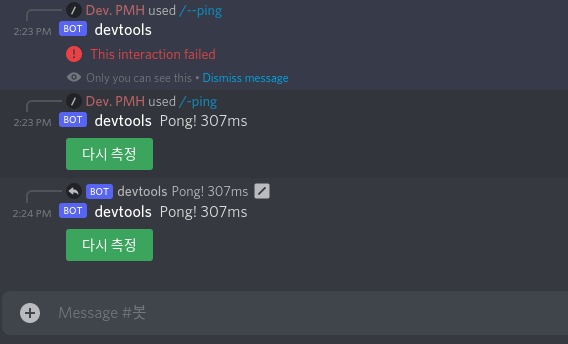 Dev. PMH used /--ping
2:23 PM BOT devtools
This interaction failed
Only you can see this • Dismiss message
Dev. PMH used /-ping
2:23 PM BOT devtools Pong! 307ms
다시 측정
BOT devtools Pong! 307ms
2:24 PM BOT devtools Pong! 307ms
다시 측정
Message #봇